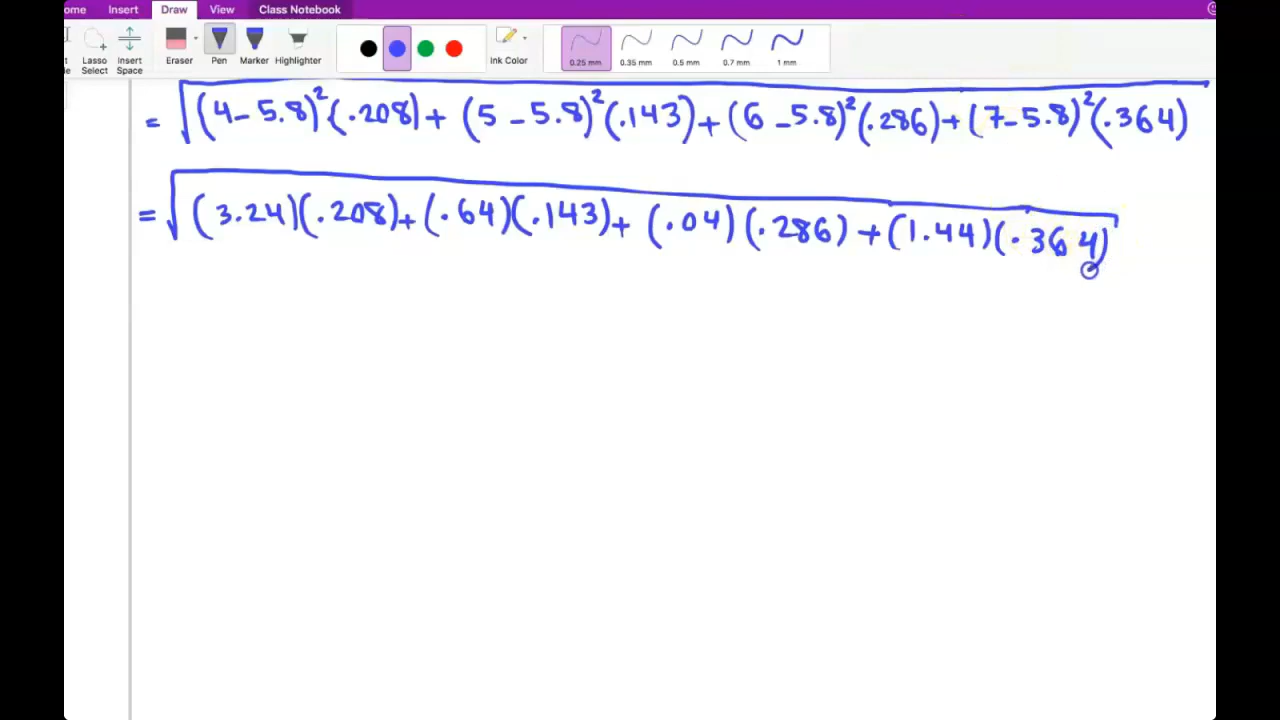 ome Insert Draw View Class Notebook
Lasso Select Insert Space Eraser Pen Marker Highlighter Ink Color 0.25 mm 0.35 mm 0.5 mm 0.7 mm 1 mm
= √(4 - 5.8)² (.208) + (5 - 5.8)² (.143) + (6 - 5.8)² (.286) + (7 - 5.8)² (.364)
= √(3.24)(.208) + (.64)(.143) + (.04)(.286) + (1.44)(.364)